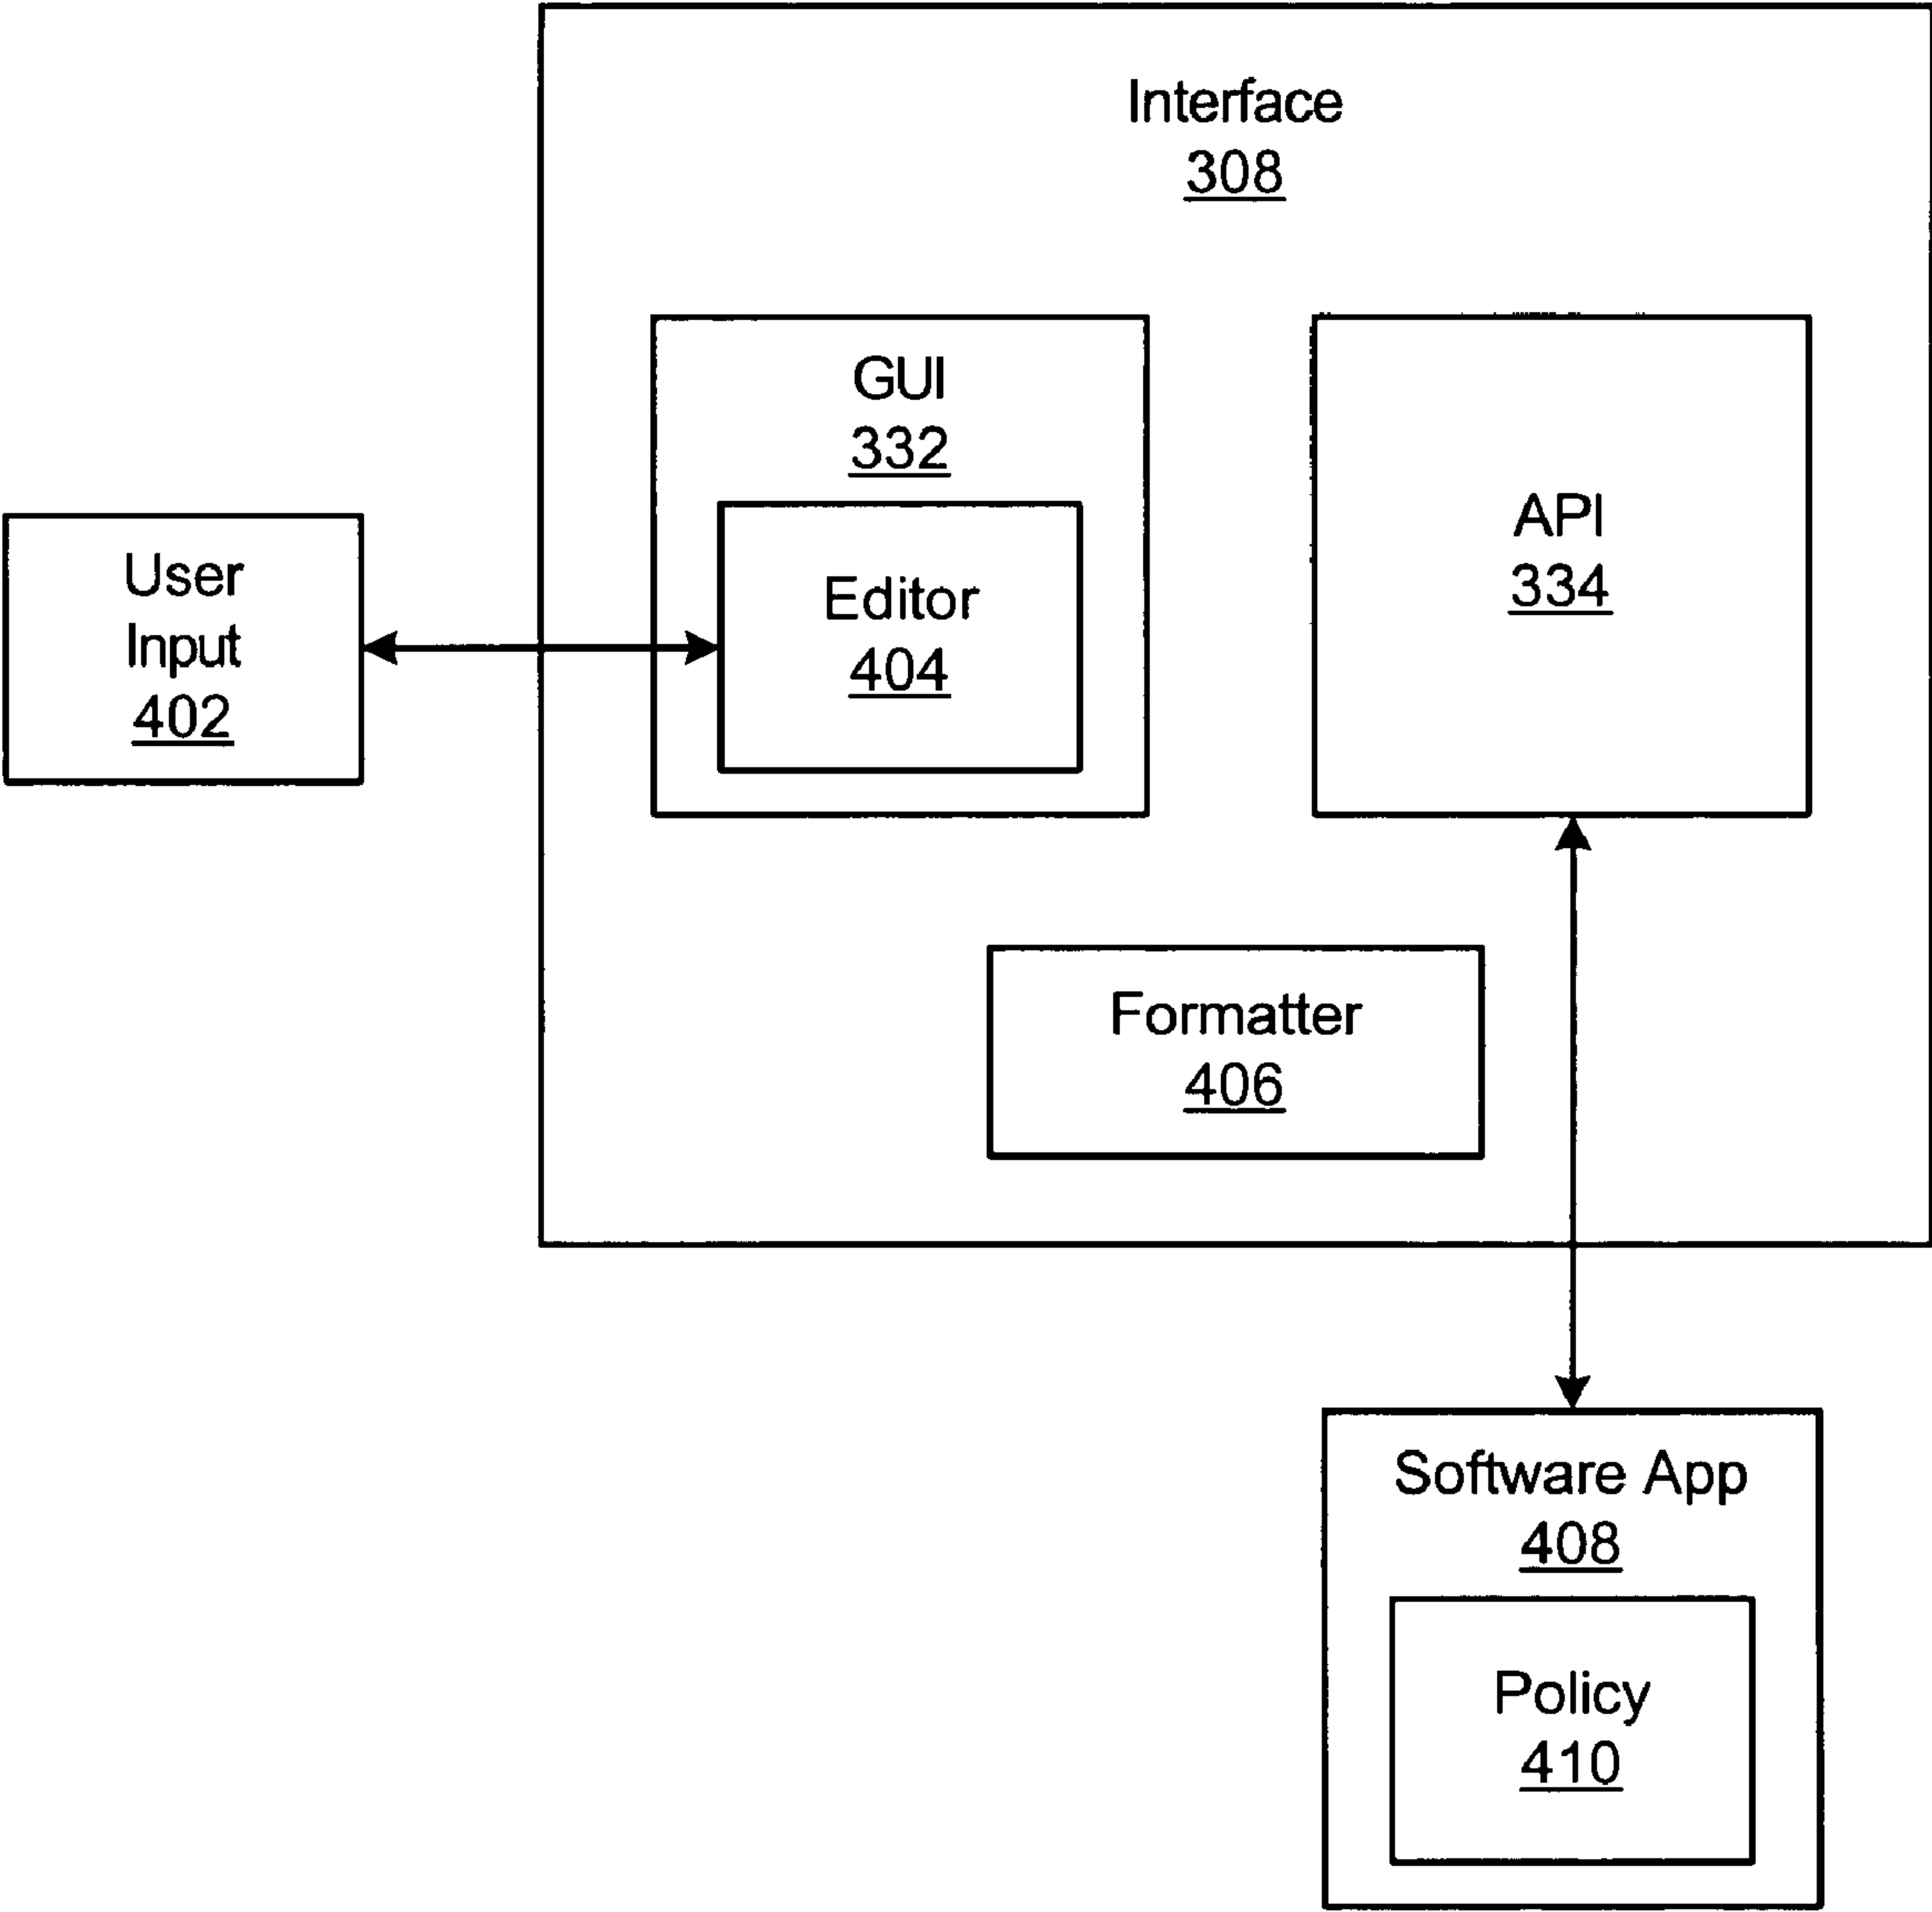 Interface
308
GUI
332
Editor
404
API
334
User
Input
402
Formatter
406
Software App
408
Policy
410